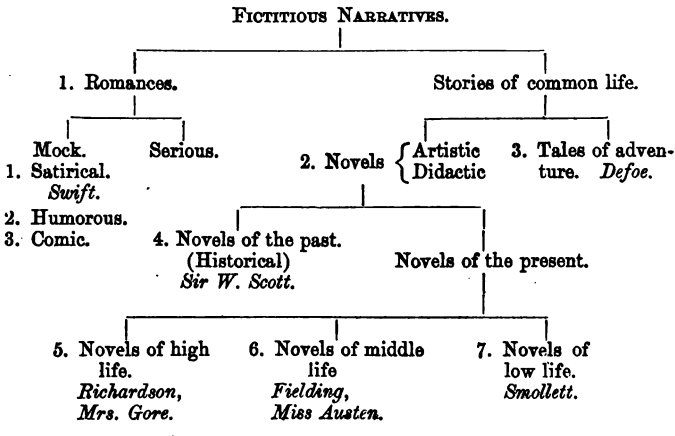 FICTITIOUS NARRATIVES.
1. Romances.
Stories of common life.
Mock.
1. Satirical.
Swift.
2. Humorous.
3. Comic.
Serious.
2. Novels { Artistic
Didactic
3. Tales of adven-
ture. Defoe.
4. Novels of the past.
(Historical)
Sir W. Scott.
Novels of the present.
5. Novels of high
life.
Richardson,
Mrs. Gore.
6. Novels of middle
life
Fielding,
Miss Austen.
7. Novels of
low life.
Smollett.